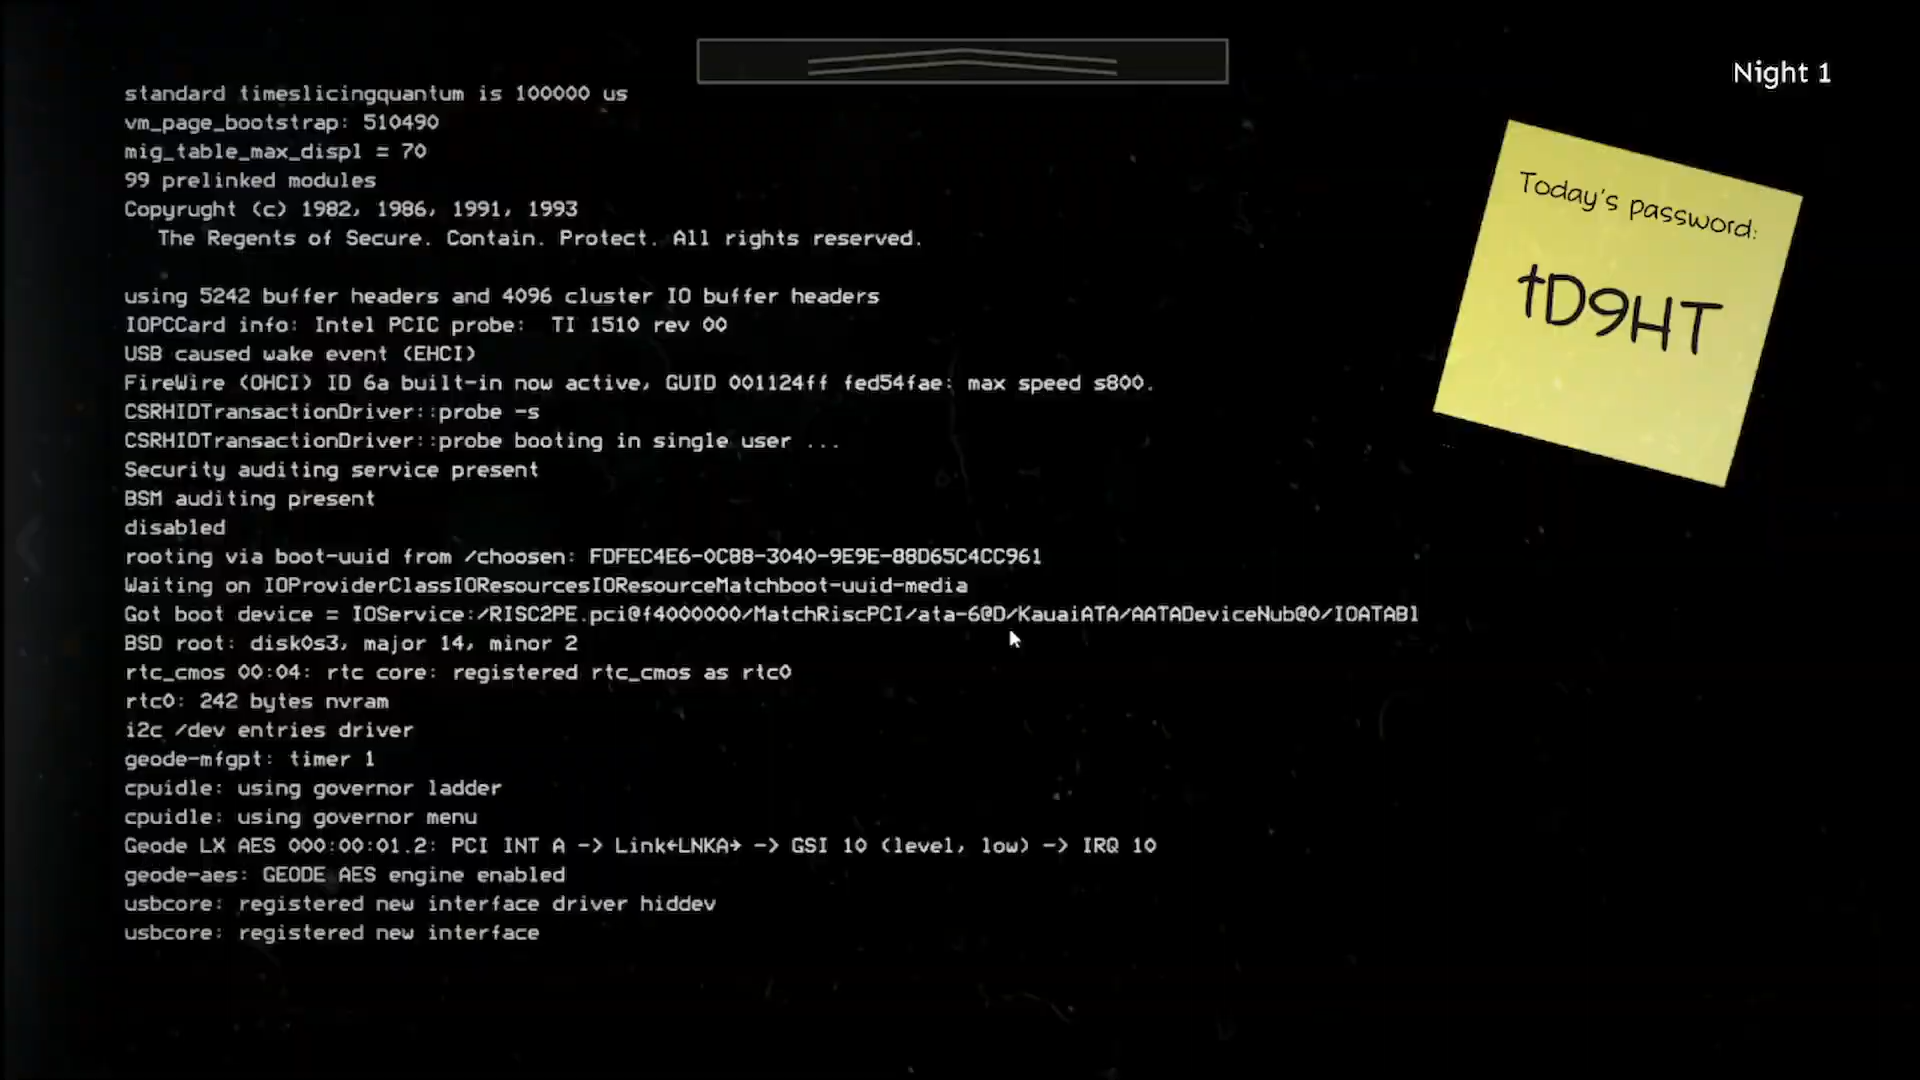 Night 1
standard timeslicingquantum is 100000 us
vm_page_bootstrap: 510490
mig_table_max_displ = 70
99 prelinked modules
Copyrught (c) 1982, 1986, 1991, 1993
The Regents of Secure. Contain. Protect. All rights reserved.
using 5242 buffer headers and 4096 cluster IO buffer headers
IOPCCard info: Intel PCIC probe: TI 1510 rev 00
USB caused wake event (EHCI)
FireWire (OHCI) ID 6a built-in now active, GUID 001124ff fed54fae: max speed s800.
CSRHIDTransactionDriver::probe -s
CSRHIDTransactionDriver::probe booting in single user ...
Security auditing service present
BSM auditing present
disabled
rooting via boot-uuid from /choosen: FDFEC4E6-0C88-3040-9E9E-88D65C4CC961
Waiting on IOProviderClassIOResourcesIOResourceMatchboot-uuid-media
Got boot device = IOService:/RISC2PE.pci@f4000000/MatchRiscPCI/ata-6@D/KauaiATA/AATADeviceNub@0/IOATABl
BSD root: disk0s3, major 14, minor 2
rtc_cmos 00:04: rtc core: registered rtc_cmos as rtc0
rtc0: 242 bytes nvram
i2c /dev entries driver
geode-mfgpt: timer 1
cpuidle: using governor ladder
cpuidle: using governor menu
Geode LX AES 000:00:01.2: PCI INT A -> Link←LNKA→ -> GSI 10 (level, low) -> IRQ 10
geode-aes: GEODE AES engine enabled
usbcore: registered new interface driver hiddev
usbcore: registered new interface
Today's password:
tD9HT